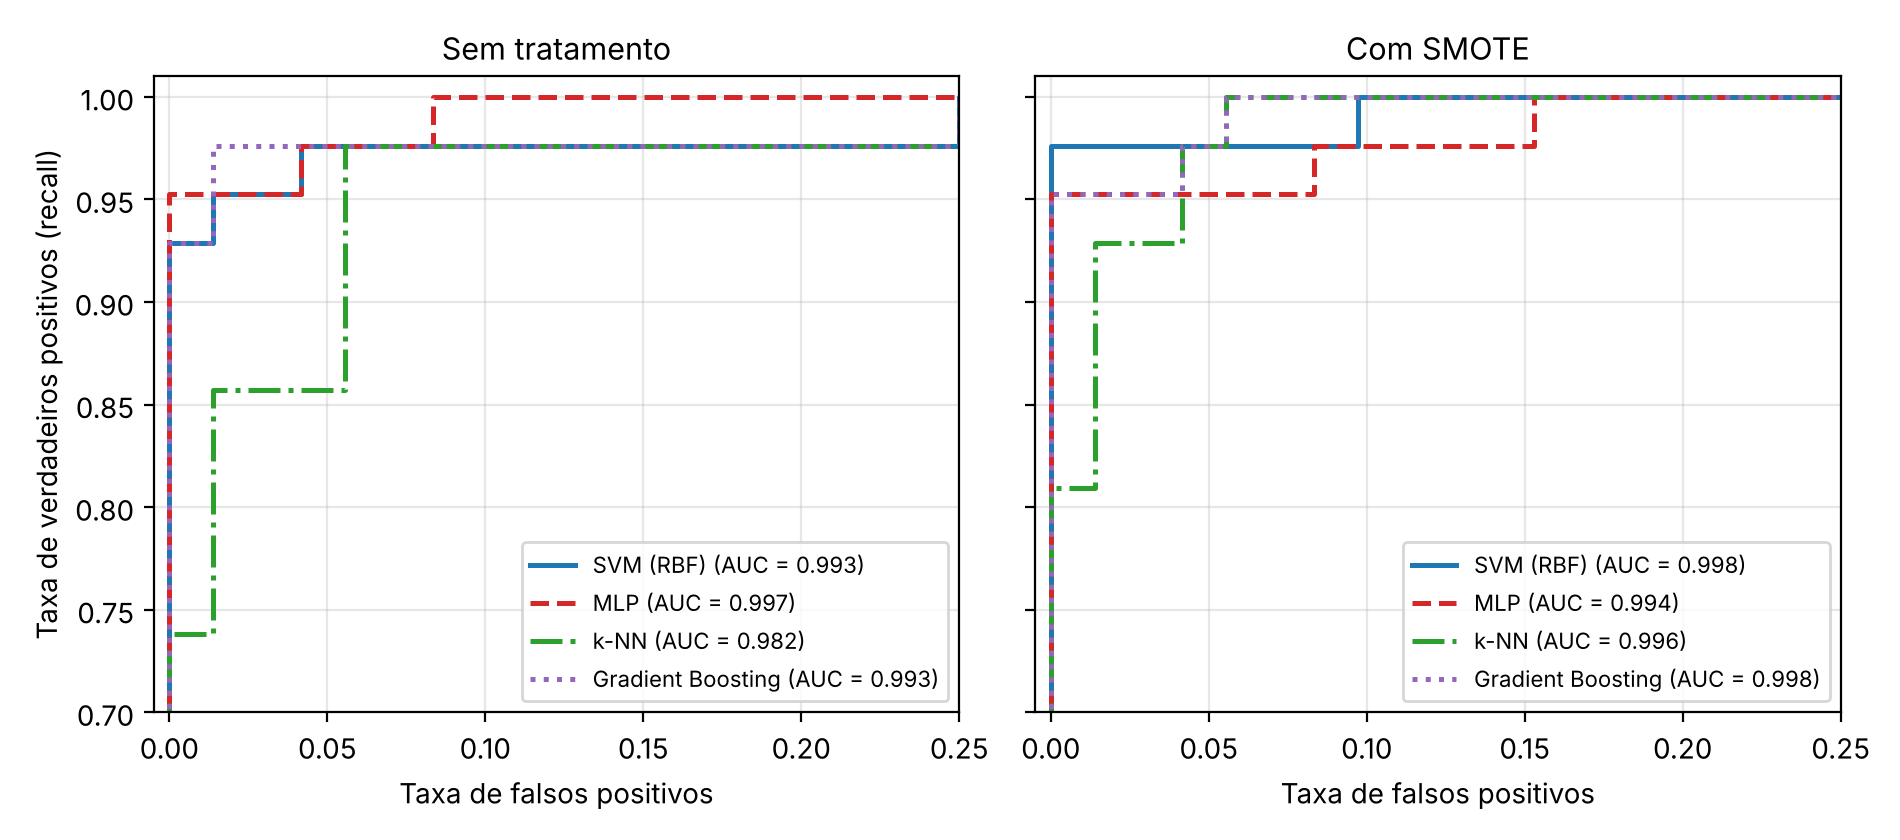 Sem tratamento
Taxa de verdadeiros positivos (recall)
1.00
0.95
0.90
0.85
0.80
0.75
0.70
SVM (RBF) (AUC = 0.993)
MLP (AUC = 0.997)
k-NN (AUC = 0.982)
Gradient Boosting (AUC = 0.993)
0.00 0.05 0.10 0.15 0.20 0.25
Taxa de falsos positivos
Com SMOTE
SVM (RBF) (AUC = 0.998)
MLP (AUC = 0.994)
k-NN (AUC = 0.996)
Gradient Boosting (AUC = 0.998)
0.00 0.05 0.10 0.15 0.20 0.25
Taxa de falsos positivos